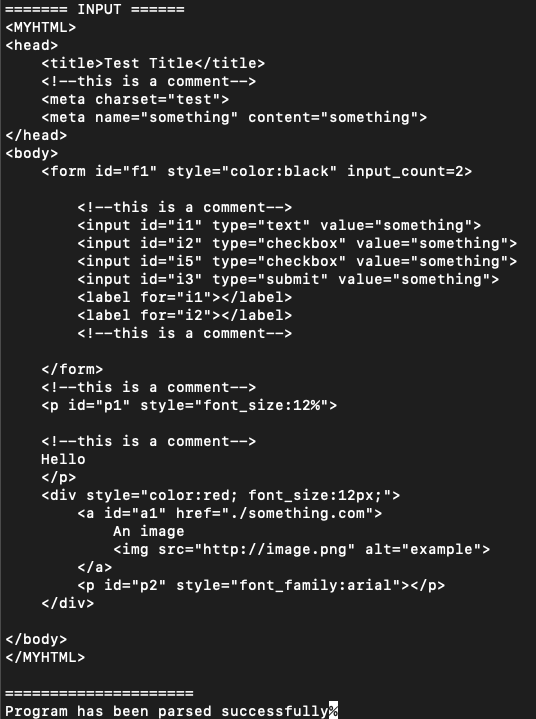 ======= INPUT ======
<MYHTML>
<head>
    <title>Test Title</title>
    <!--this is a comment-->
    <meta charset="test">
    <meta name="something" content="something">
</head>
<body>
    <form id="f1" style="color:black" input_count=2>

        <!--this is a comment-->
        <input id="i1" type="text" value="something">
        <input id="i2" type="checkbox" value="something">
        <input id="i5" type="checkbox" value="something">
        <input id="i3" type="submit" value="something">
        <label for="i1"></label>
        <label for="i2"></label>
        <!--this is a comment-->

    </form>
    <!--this is a comment-->
    <p id="p1" style="font_size:12%">

    <!--this is a comment-->
    Hello
    </p>
    <div style="color:red; font_size:12px;">
        <a id="a1" href="./something.com">
            An image
            <img src="http://image.png" alt="example">
        </a>
        <p id="p2" style="font_family:arial"></p>
    </div>

</body>
</MYHTML>

=====================
Program has been parsed successfully%